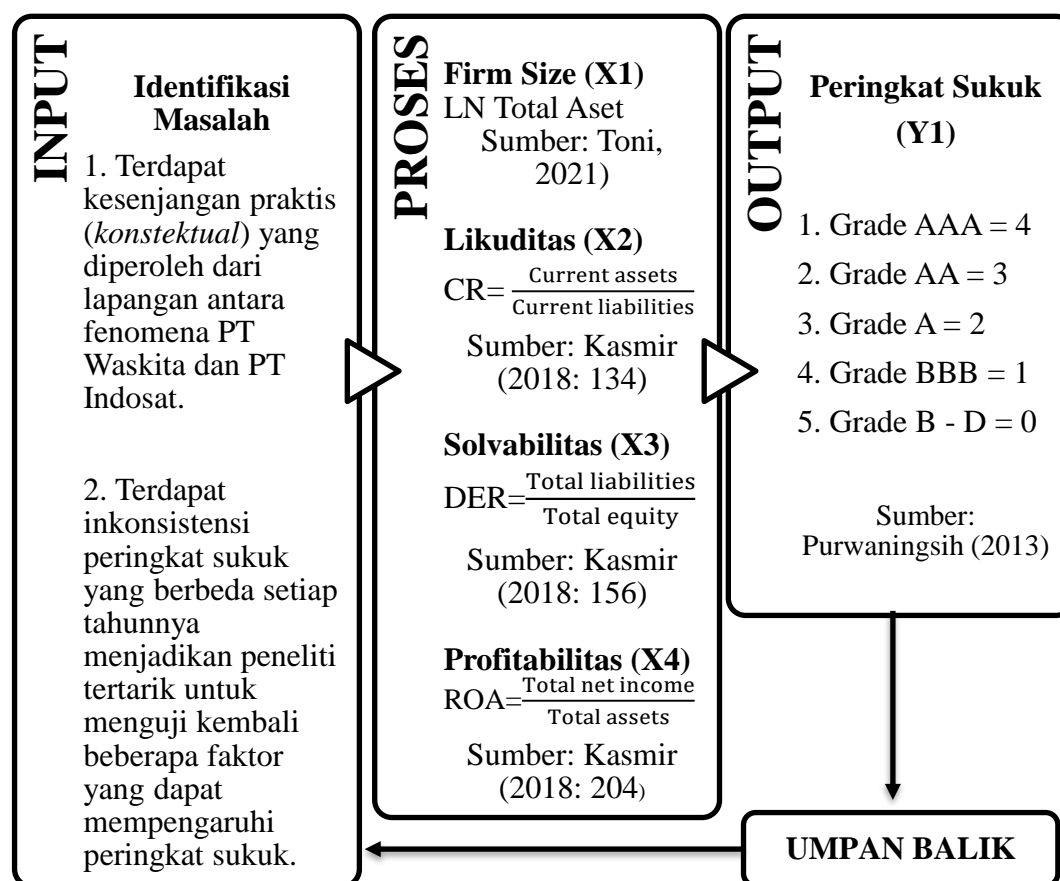 INPUT
Identifikasi
Masalah
1. Terdapat
kesenjangan praktis
(konstektual) yang
diperoleh dari
lapangan antara
fenomena PT
Waskita dan PT
Indosat.
2. Terdapat
inkonsistensi
peringkat sukuk
yang berbeda setiap
tahunnya
menjadikan peneliti
tertarik untuk
menguji kembali
beberapa faktor
yang dapat
mempengaruhi
peringkat sukuk.
PROSES
Firm Size (X1)
LN Total Aset
Sumber: Toni,
2021)
Likuditas (X2)
CR= Current assets
Current liabilities
Sumber: Kasmir
(2018: 134)
Solvabilitas (X3)
DER= Total liabilities
Total equity
Sumber: Kasmir
(2018: 156)
Profitabilitas (X4)
ROA= Total net income
Total assets
Sumber: Kasmir
(2018: 204)
OUTPUT
Peringkat Sukuk
(Y1)
1. Grade AAA = 4
2. Grade AA = 3
3. Grade A = 2
4. Grade BBB = 1
5. Grade B - D = 0
Sumber:
Purwaningsih (2013)
UMPAN BALIK